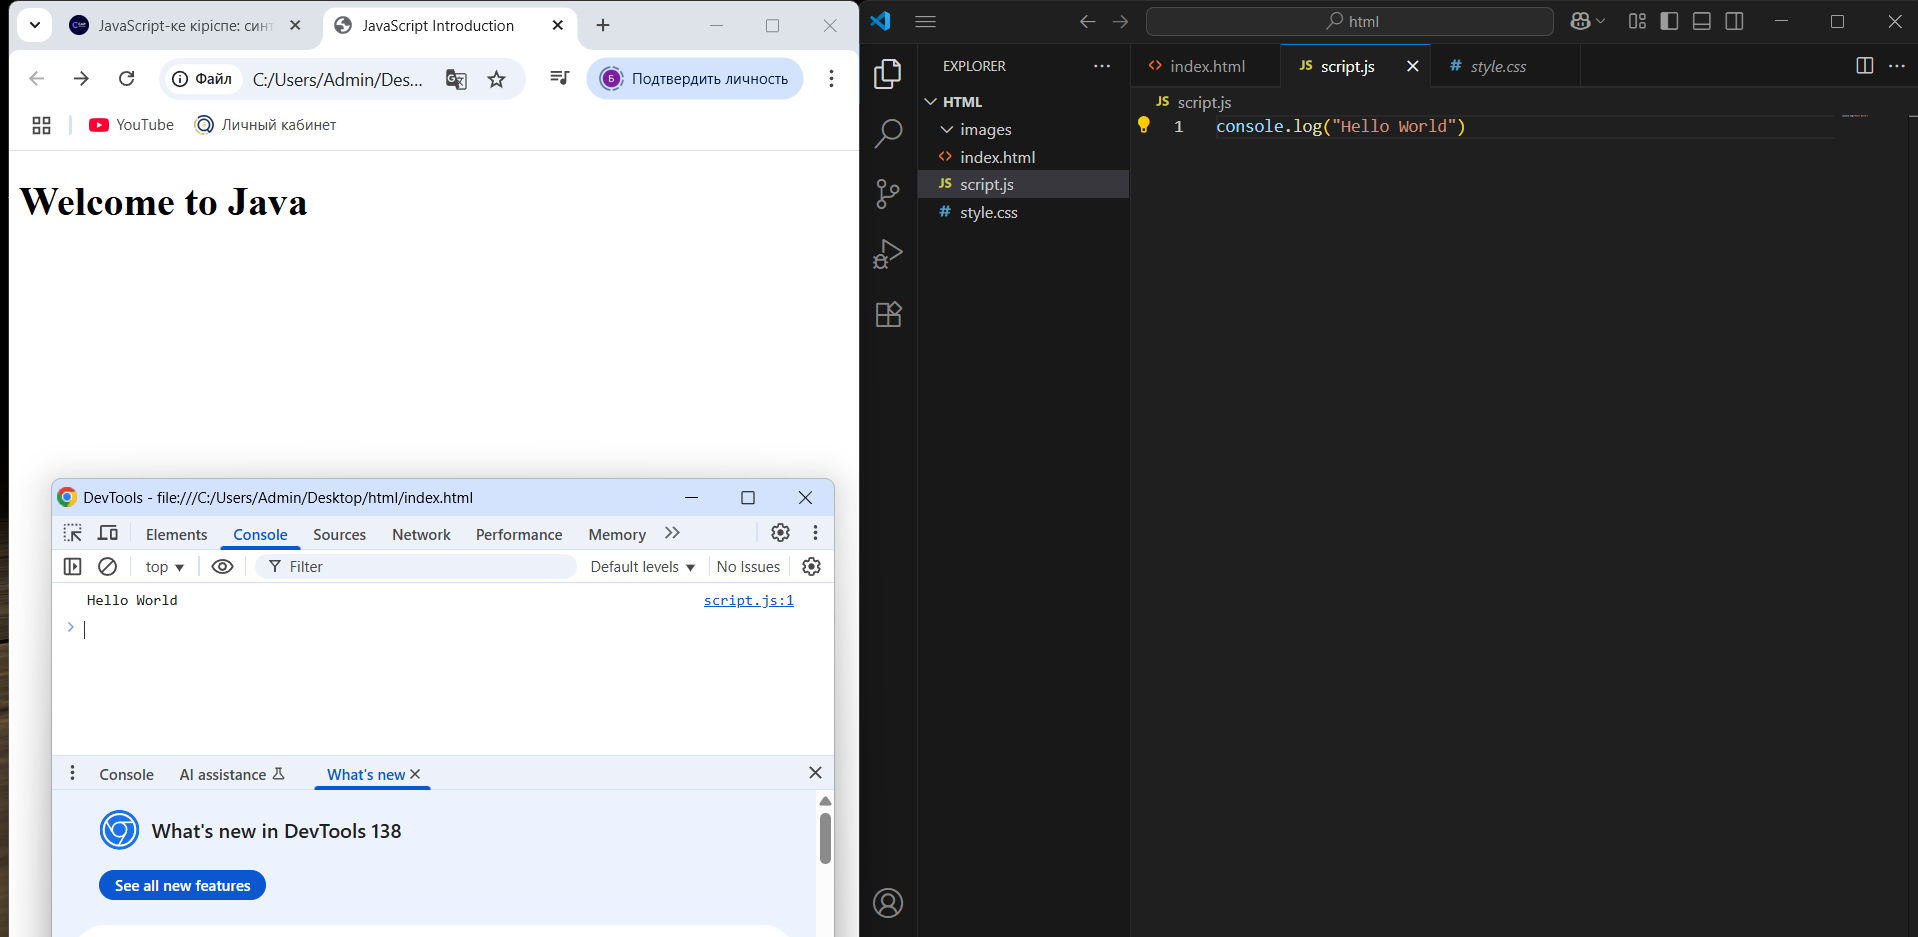 JavaScript-ке кіріспе: синт
JavaScript Introduction
Файл
C:/Users/Admin/Des...
Б
Подтвердить личность
YouTube
Личный кабинет
Welcome to Java
DevTools - file:///C:/Users/Admin/Desktop/html/index.html
Elements
Console
Sources
Network
Performance
Memory
top
Filter
Default levels
No Issues
Hello World
script.js:1
Console
AI assistance
What's new
What's new in DevTools 138
See all new features
html
EXPLORER
HTML
images
index.html
JS script.js
# style.css
index.html
JS script.js
# style.css
JS script.js
1 console.log("Hello World")